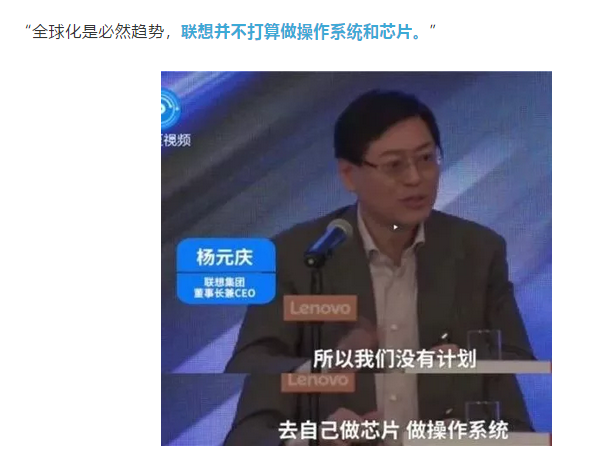 “全球化是必然趋势，联想并不打算做操作系统和芯片。”
视频
杨元庆
联想集团
董事长兼CEO
Lenovo
所以我们没有计划
Lenovo
去自己做芯片 做操作系统